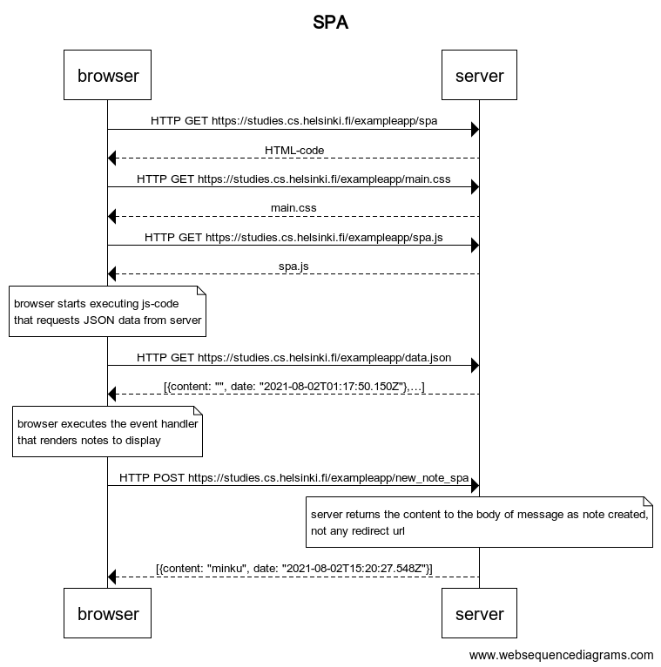 SPA
browser
server
HTTP GET https://studies.cs.helsinki.fi/exampleapp/spa
HTML-code
HTTP GET https://studies.cs.helsinki.fi/exampleapp/main.css
main.css
HTTP GET https://studies.cs.helsinki.fi/exampleapp/spa.js
spa.js
browser starts executing js-code
that requests JSON data from server
HTTP GET https://studies.cs.helsinki.fi/exampleapp/data.json
[{content: "", date: "2021-08-02T01:17:50.150Z"},...]
browser executes the event handler
that renders notes to display
HTTP POST https://studies.cs.helsinki.fi/exampleapp/new_note_spa
server returns the content to the body of message as note created,
not any redirect url
[{content: "minku", date: "2021-08-02T15:20:27.548Z"}]
browser
server
www.websequencediagrams.com